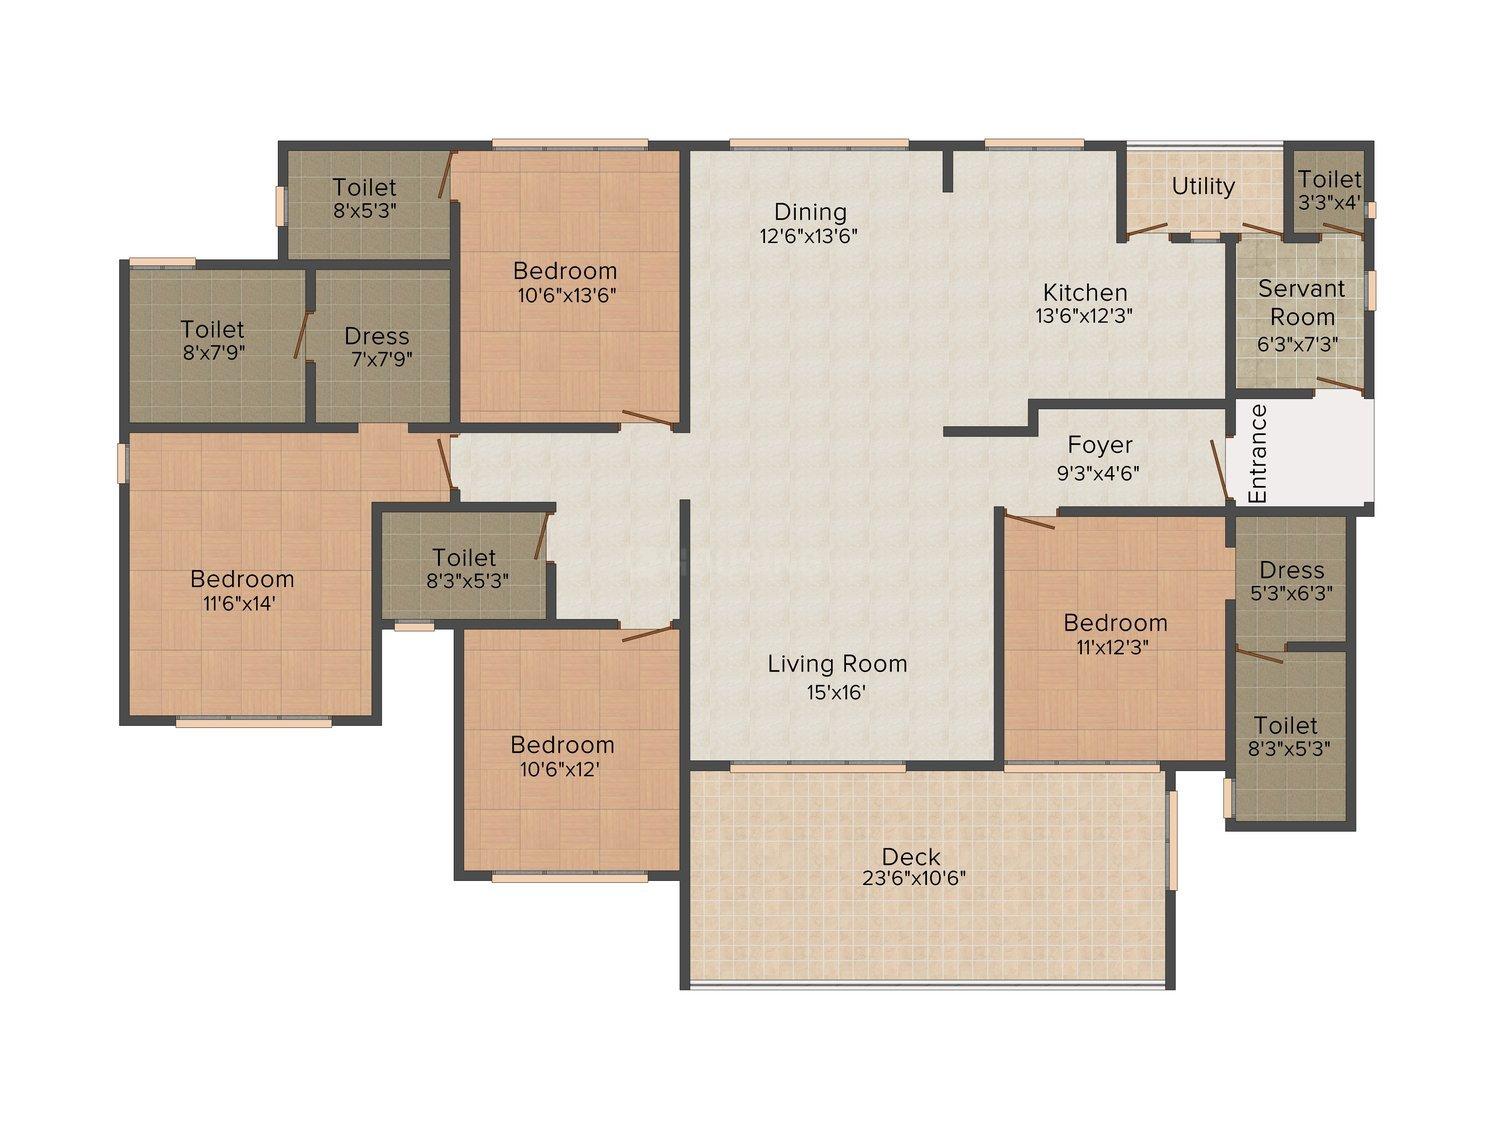 Toilet
8'x5'3"
Dining
12'6"x13'6"
Utility
Toilet
3'3"x4'
Bedroom
10'6"x13'6"
Kitchen
13'6"x12'3"
Servant
Room
6'3"x7'3"
Toilet
8'x7'9"
Dress
7'x7'9"
Foyer
9'3"x4'6"
Entrance
Bedroom
11'6"x14'
Toilet
8'3"x5'3"
Dress
5'3"x6'3"
Bedroom
11'x12'3"
Living Room
15'x16'
Bedroom
10'6"x12'
Toilet
8'3"x5'3"
Deck
23'6"x10'6"